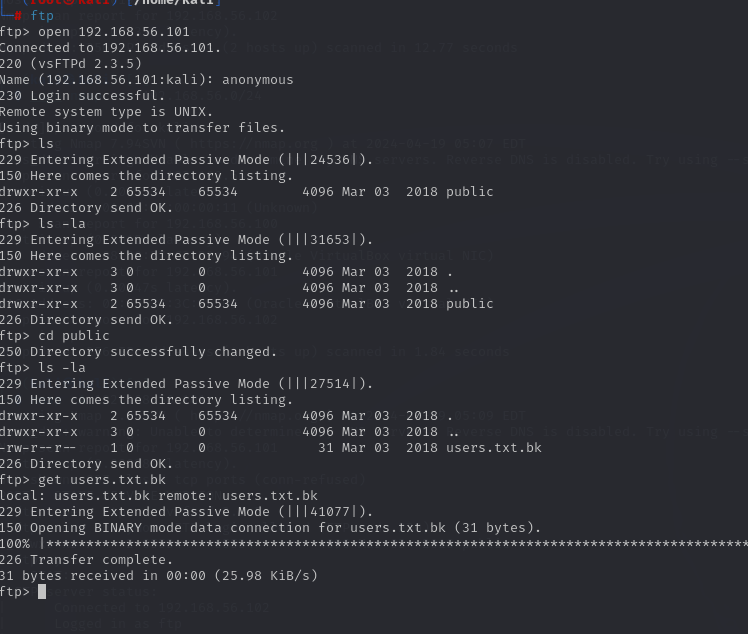 (root㉿kali) [/home/kali]
└─# ftp
ftp> open 192.168.56.101
Connected to 192.168.56.101.
220 (vsFTPd 2.3.5)
Name (192.168.56.101:kali): anonymous
230 Login successful.
Remote system type is UNIX.
Using binary mode to transfer files.
ftp> ls
229 Entering Extended Passive Mode (|||24536|).
150 Here comes the directory listing.
drwxr-xr-x    2 65534    65534        4096 Mar 03  2018 public
226 Directory send OK.
ftp> ls -la
229 Entering Extended Passive Mode (|||31653|).
150 Here comes the directory listing.
drwxr-xr-x    3 0        0            4096 Mar 03  2018 .
drwxr-xr-x    3 0        0            4096 Mar 03  2018 ..
drwxr-xr-x    2 65534    65534        4096 Mar 03  2018 public
226 Directory send OK.
ftp> cd public
250 Directory successfully changed.
ftp> ls -la
229 Entering Extended Passive Mode (|||27514|).
150 Here comes the directory listing.
drwxr-xr-x    2 65534    65534        4096 Mar 03  2018 .
drwxr-xr-x    3 0        0            4096 Mar 03  2018 ..
-rw-r--r--    1 0        0              31 Mar 03  2018 users.txt.bk
226 Directory send OK.
ftp> get users.txt.bk
local: users.txt.bk remote: users.txt.bk
229 Entering Extended Passive Mode (|||41077|).
150 Opening BINARY mode data connection for users.txt.bk (31 bytes).
100% |***********************************************************************************
226 Transfer complete.
31 bytes received in 00:00 (25.98 KiB/s)
ftp>